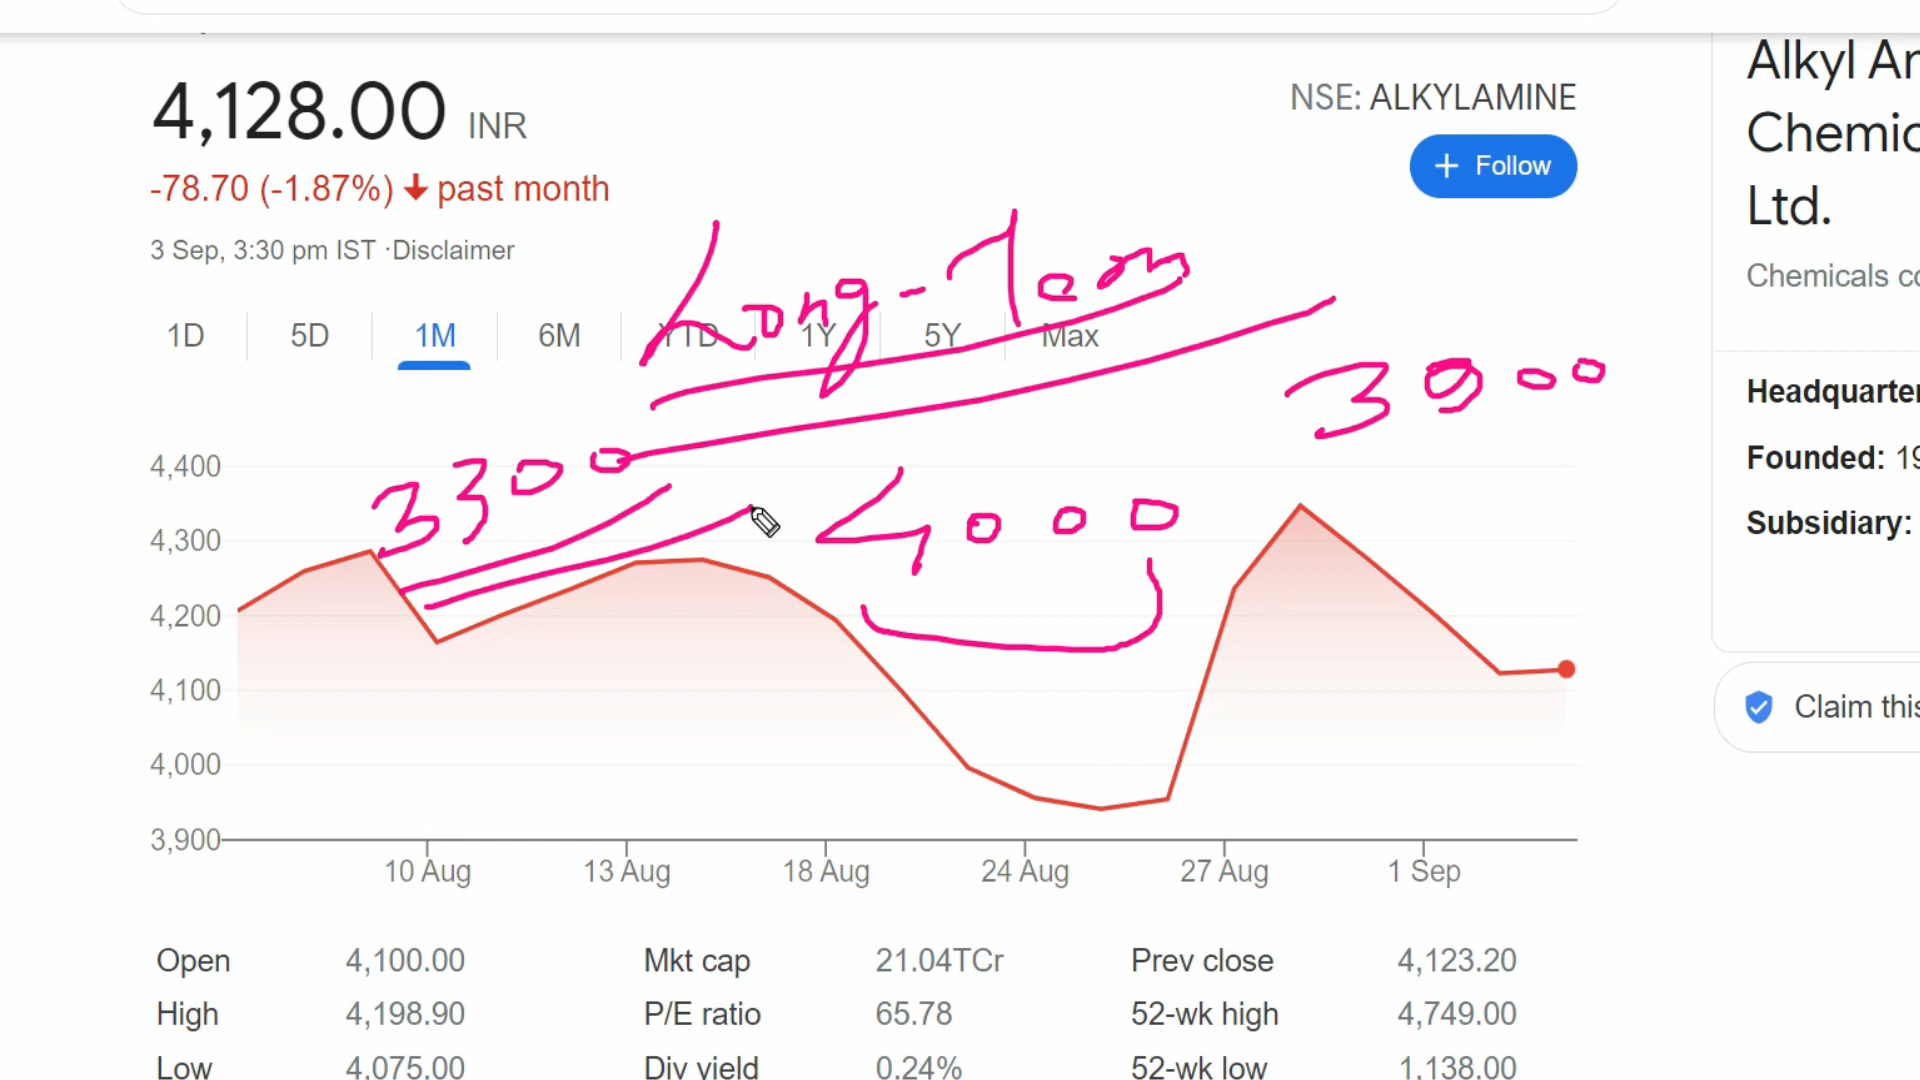 4,128.00 INR
-78.70 (-1.87%) ↓ past month
3 Sep, 3:30 pm IST ·Disclaimer
NSE: ALKYLAMINE
+ Follow
1D 5D 1M 6M YTD 1Y 5Y Max
Long-Term
3900
3300
4000
4,400
4,300
4,200
4,100
4,000
3,900
10 Aug 13 Aug 18 Aug 24 Aug 27 Aug 1 Sep
Open 4,100.00 Mkt cap 21.04TCr Prev close 4,123.20
High 4,198.90 P/E ratio 65.78 52-wk high 4,749.00
Low 4,075.00 Div yield 0.24% 52-wk low 1,138.00
Alkyl
Chemic
Ltd.
Chemicals co
Headquarter
Founded: 19
Subsidiary:
Claim this